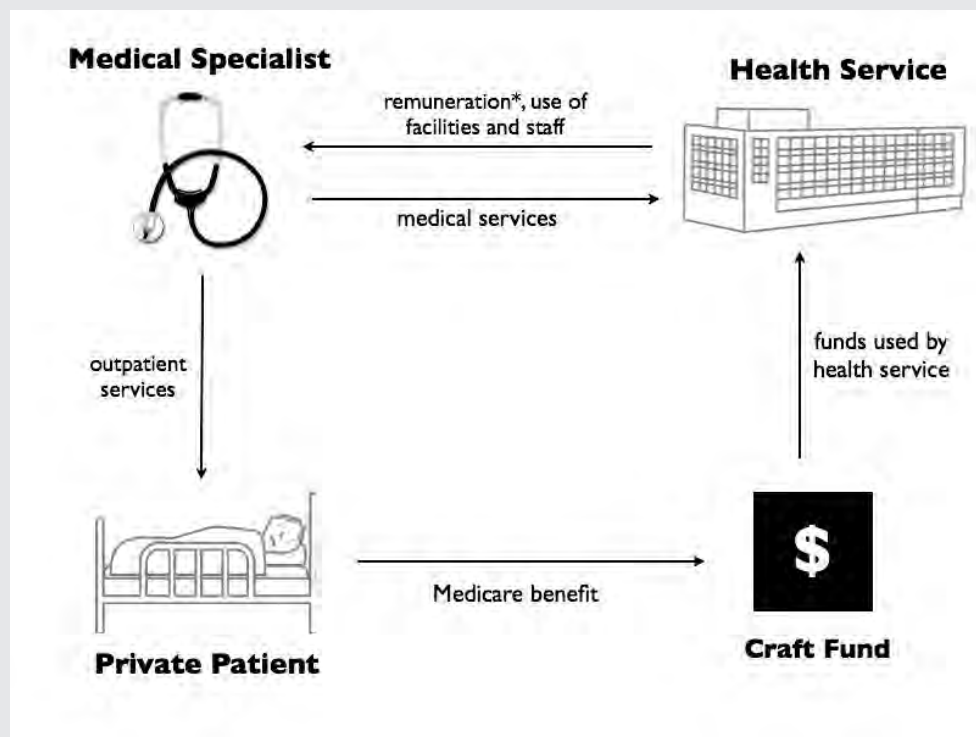 Medical Specialist
Health Service
remuneration*, use of
facilities and staff
medical services
outpatient
services
funds used by
health service
$
Medicare benefit
Private Patient
Craft Fund